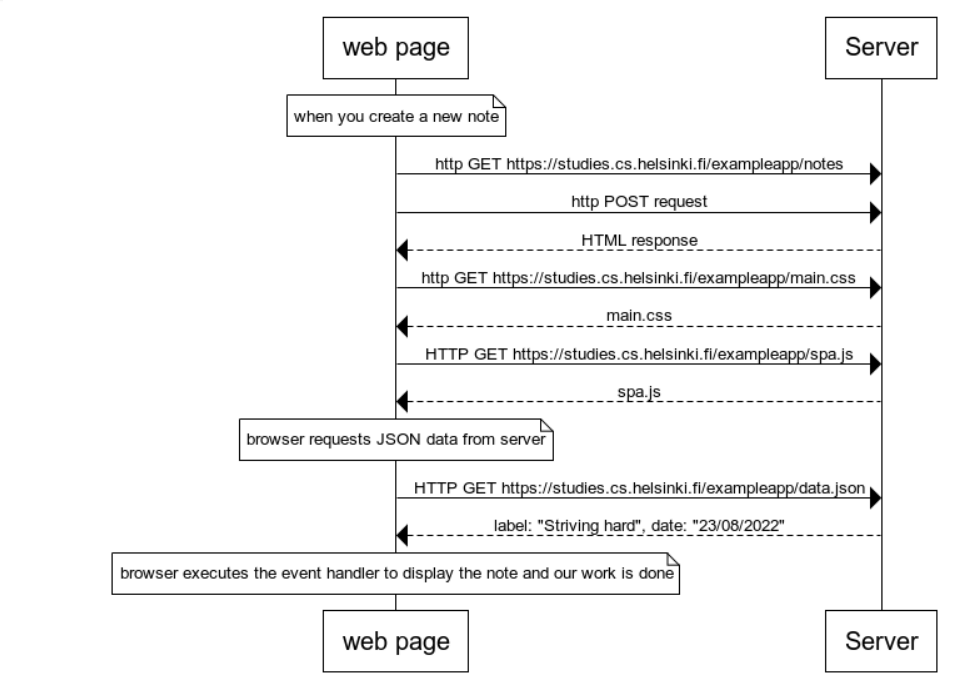 web page
Server
when you create a new note
http GET https://studies.cs.helsinki.fi/exampleapp/notes
http POST request
HTML response
http GET https://studies.cs.helsinki.fi/exampleapp/main.css
main.css
HTTP GET https://studies.cs.helsinki.fi/exampleapp/spa.js
spa.js
browser requests JSON data from server
HTTP GET https://studies.cs.helsinki.fi/exampleapp/data.json
label: "Striving hard", date: "23/08/2022"
browser executes the event handler to display the note and our work is done
web page
Server